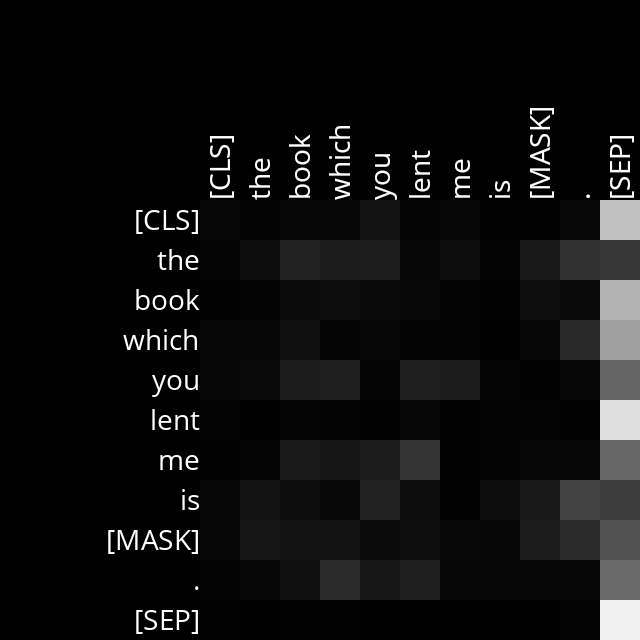 [CLS] the book which you lent me is [MASK] . [SEP]
[CLS]
the
book
which
you
lent
me
is
[MASK]
.
[SEP]